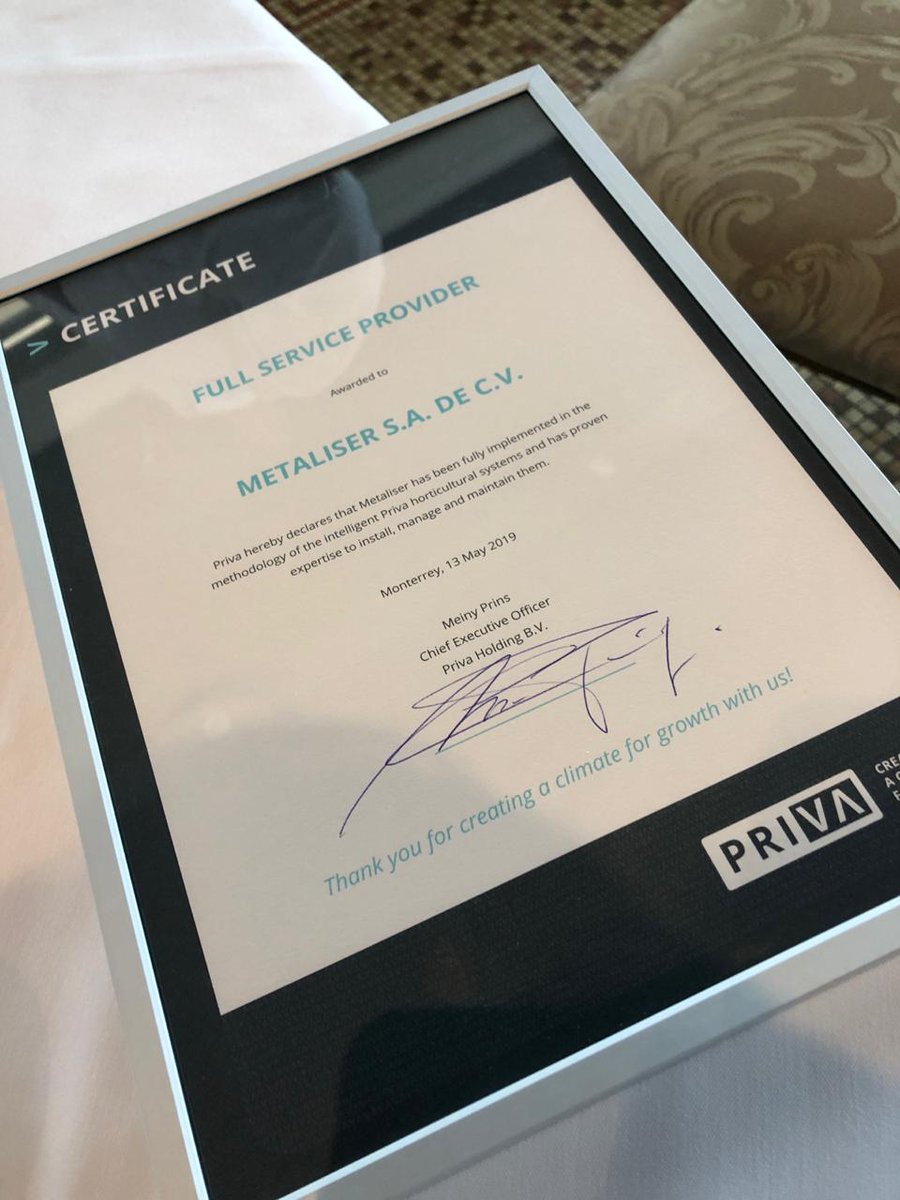 > CERTIFICATE
FULL SERVICE PROVIDER
Awarded to
METALISER S.A. DE C.V.
Priva hereby declares that Metaliser has been fully implemented in the
methodology of the intelligent Priva horticultural systems and has proven
expertise to install, manage and maintain them.
Monterrey, 13 May 2019
Meiny Prins
Chief Executive Officer
Priva Holding B.V.
Thank you for creating a climate for growth with us!
PRIVA